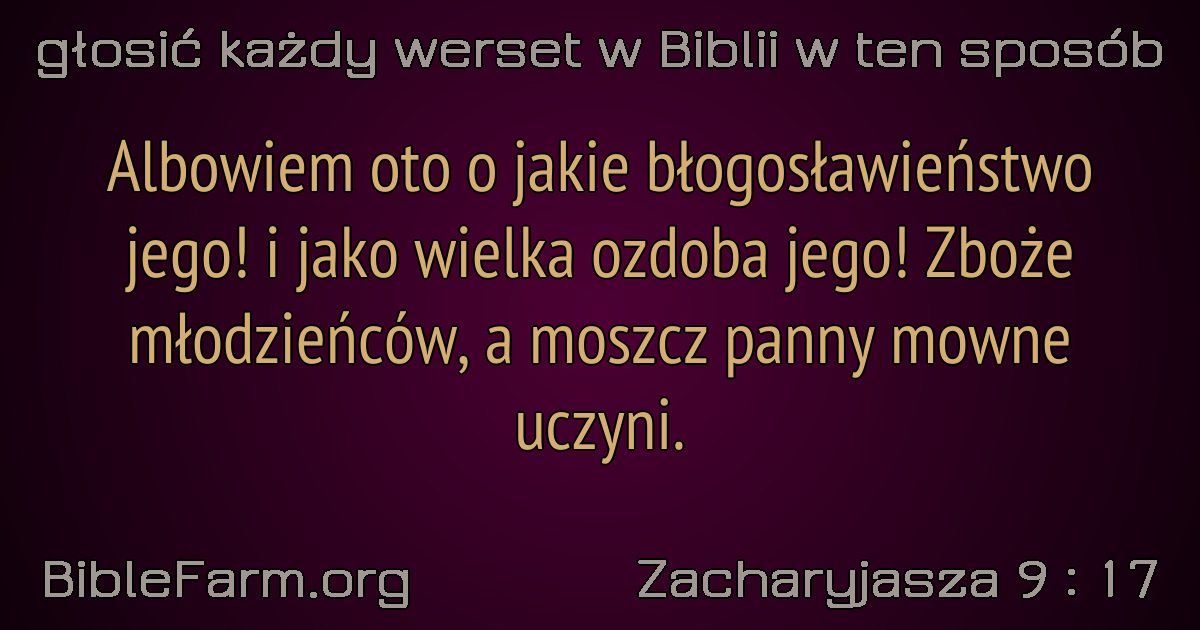 głosić każdy werset w Biblii w ten sposób
Albowiem oto o jakie błogosławieństwo
jego! i jako wielka ozdoba jego! Zboże
młodzieńców, a moszcz panny mowne
uczyni.
BibleFarm.org
Zacharyjasza 9 : 17